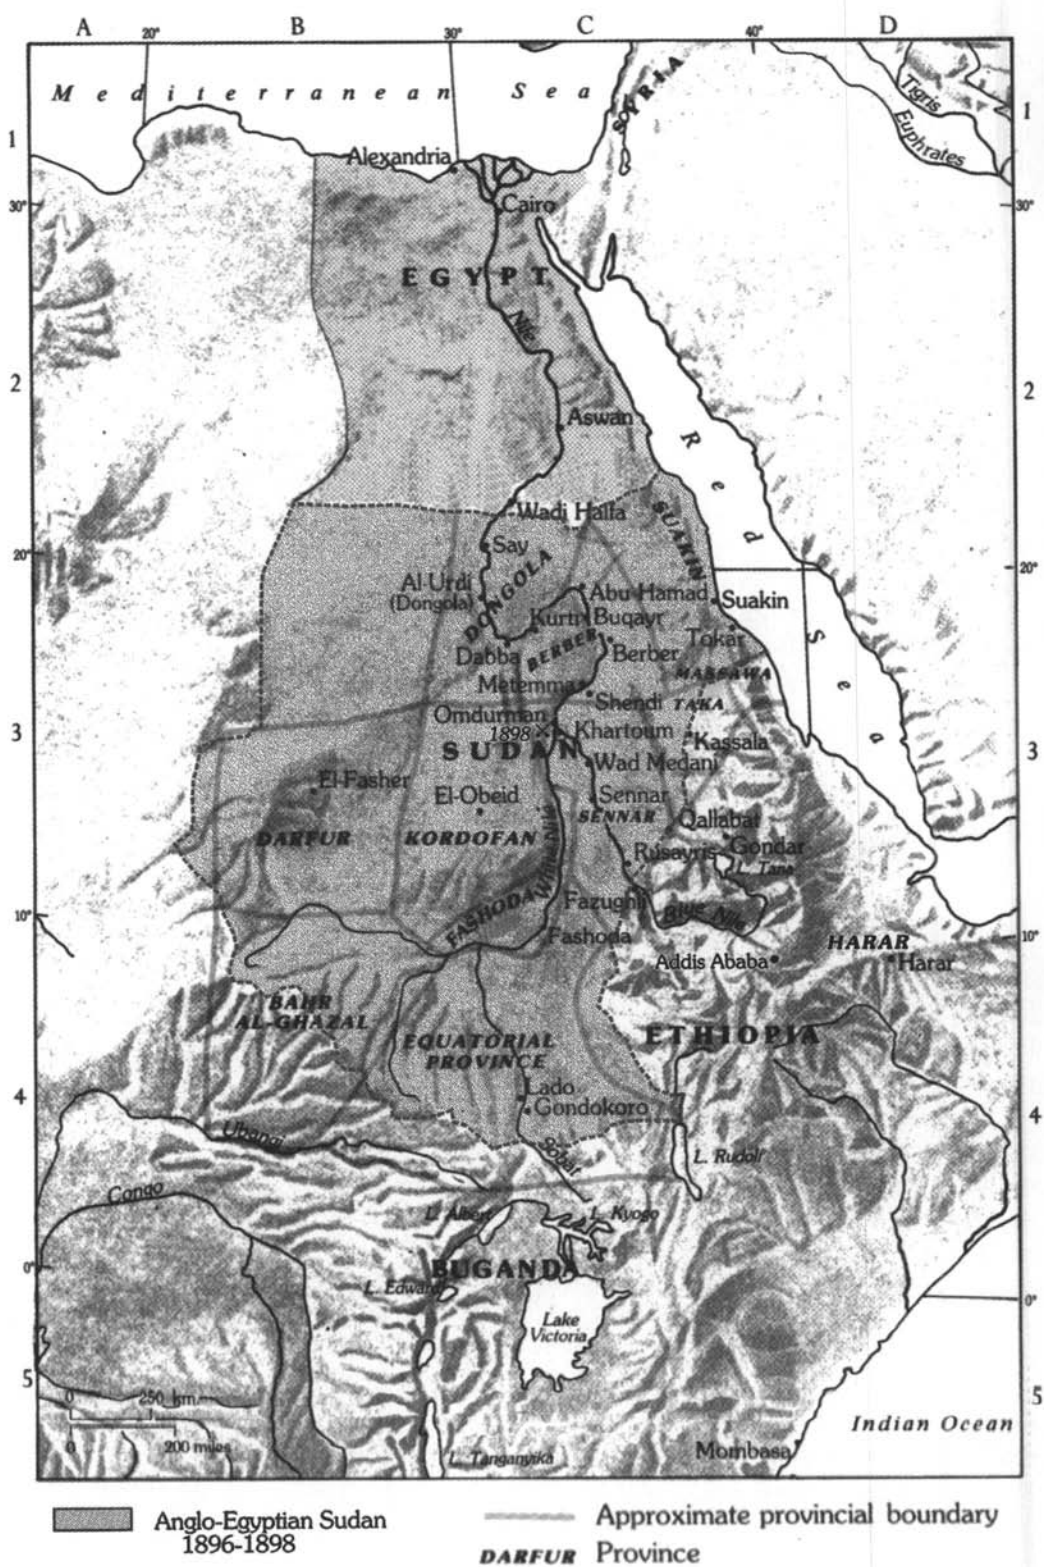 A B C D
20° 30° 40°
Mediterranean Sea
SYRIA
Tigris
Euphrates
1 1
Alexandria
30° 30°
Cairo
EGYPT
Nile
2 2
Aswan
Red Sea
Wadi Halfa
SUAKIN
20° 20°
Say
DONGOLA
Al-Urdi
(Dongola)
Abu Hamad
Suakin
Kurti
Buqayr
Tokar
Dabba
BERBER
Berber
MASSAWA
Metemma
Shendi
TAKA
Omdurman
1898 ×
Khartoum
3 3
SUDAN
Kassala
Wad Medani
El-Fasher
El-Obeid
Sennar
SENNAR
Qallabat
DARFUR
KORDOFAN
White Nile
Gondar
Rusayris
L. Tana
Fazughli
Blue Nile
10° 10°
FASHODA
Fashoda
HARAR
Addis Ababa
Harar
BAHR
AL-GHAZAL
ETHIOPIA
EQUATORIAL
PROVINCE
4 4
Lado
Gondokoro
Ubangi
Sobat
L. Rudolf
Congo
L. Albert
L. Kyogo
0° 0°
BUGANDA
L. Edward
Lake
Victoria
5 5
0 250 km.
0 200 miles
Indian Ocean
Mombasa
L. Tanganyika
Anglo-Egyptian Sudan
1896-1898
Approximate provincial boundary
DARFUR Province